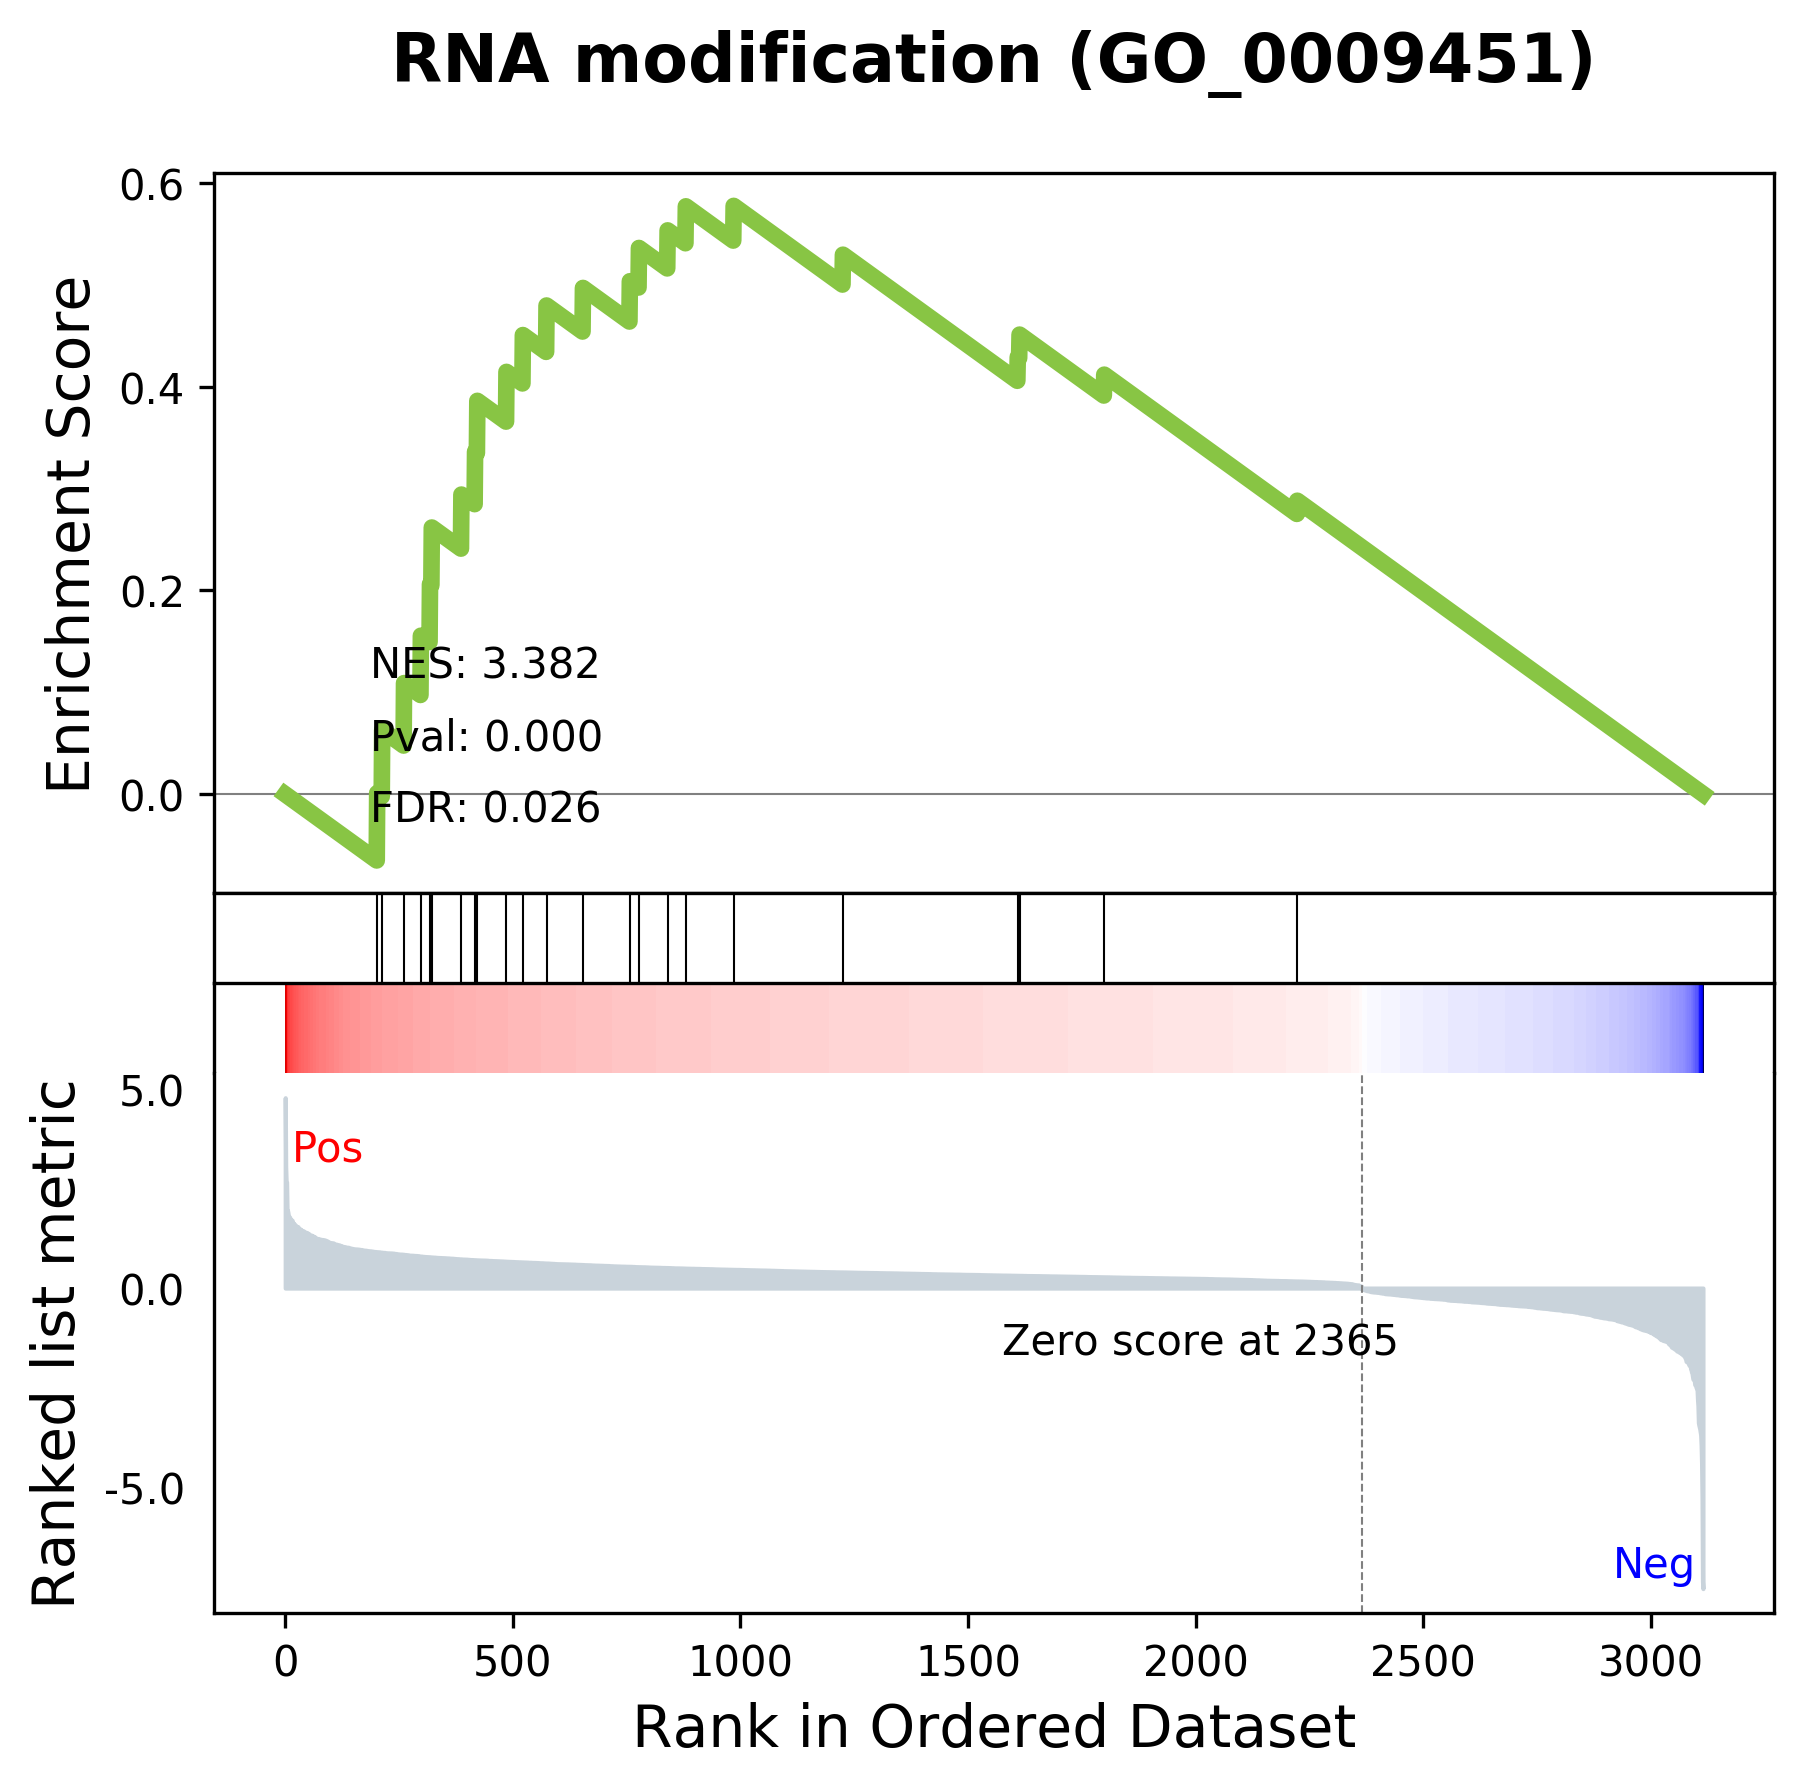 RNA modification (GO_0009451)
Enrichment Score
0.6
0.4
0.2
0.0
NES: 3.382
Pval: 0.000
FDR: 0.026
Ranked list metric
5.0
0.0
-5.0
Pos
Zero score at 2365
Neg
0 500 1000 1500 2000 2500 3000
Rank in Ordered Dataset